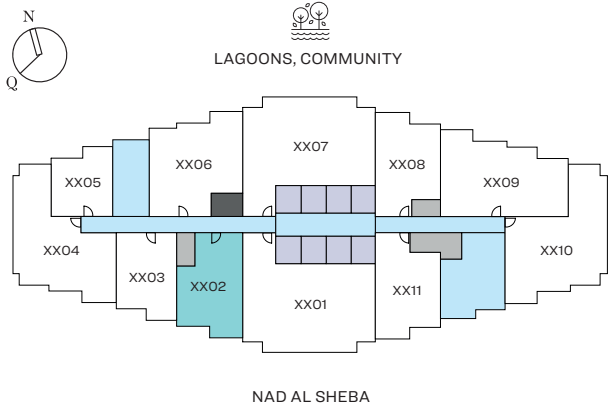 N
Q
LAGOONS, COMMUNITY
XX07
XX06
XX08
XX05
XX09
XX04
XX10
XX03
XX02
XX01
XX11
NAD AL SHEBA